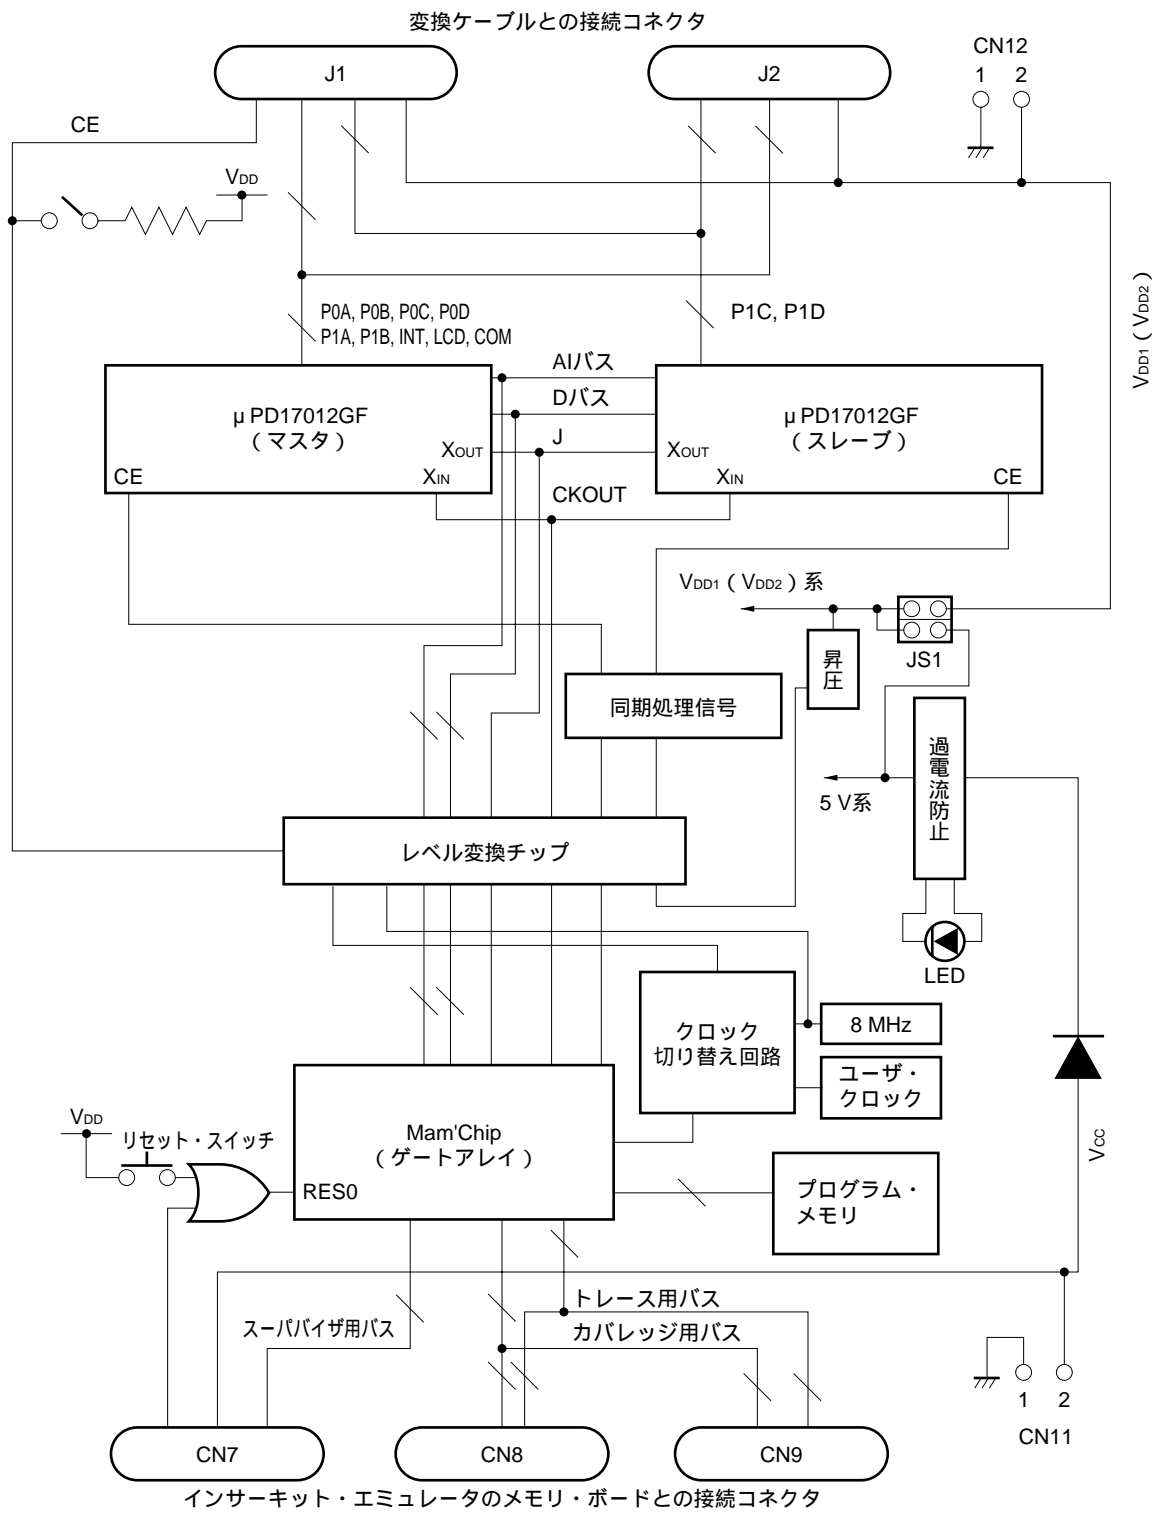 変換ケーブルとの接続コネクタ
J1
J2
CN12
1 2
CE
VDD
P0A, P0B, P0C, P0D
P1A, P1B, INT, LCD, COM
P1C, P1D
VDD1（VDD2）
AIバス
Dバス
J
μPD17012GF
（マスタ）
XOUT
CE
XIN
μPD17012GF
（スレーブ）
XOUT
XIN
CE
CKOUT
VDD1（VDD2）系
昇圧
JS1
同期処理信号
過電流防止
5 V系
レベル変換チップ
LED
クロック
切り替え回路
8 MHz
ユーザ・
クロック
VDD
リセット・スイッチ
Mam'Chip
（ゲートアレイ）
RES0
プログラム・
メモリ
VCC
トレース用バス
スーパバイザ用バス
カバレッジ用バス
1 2
CN11
CN7
CN8
CN9
インサーキット・エミュレータのメモリ・ボードとの接続コネクタ